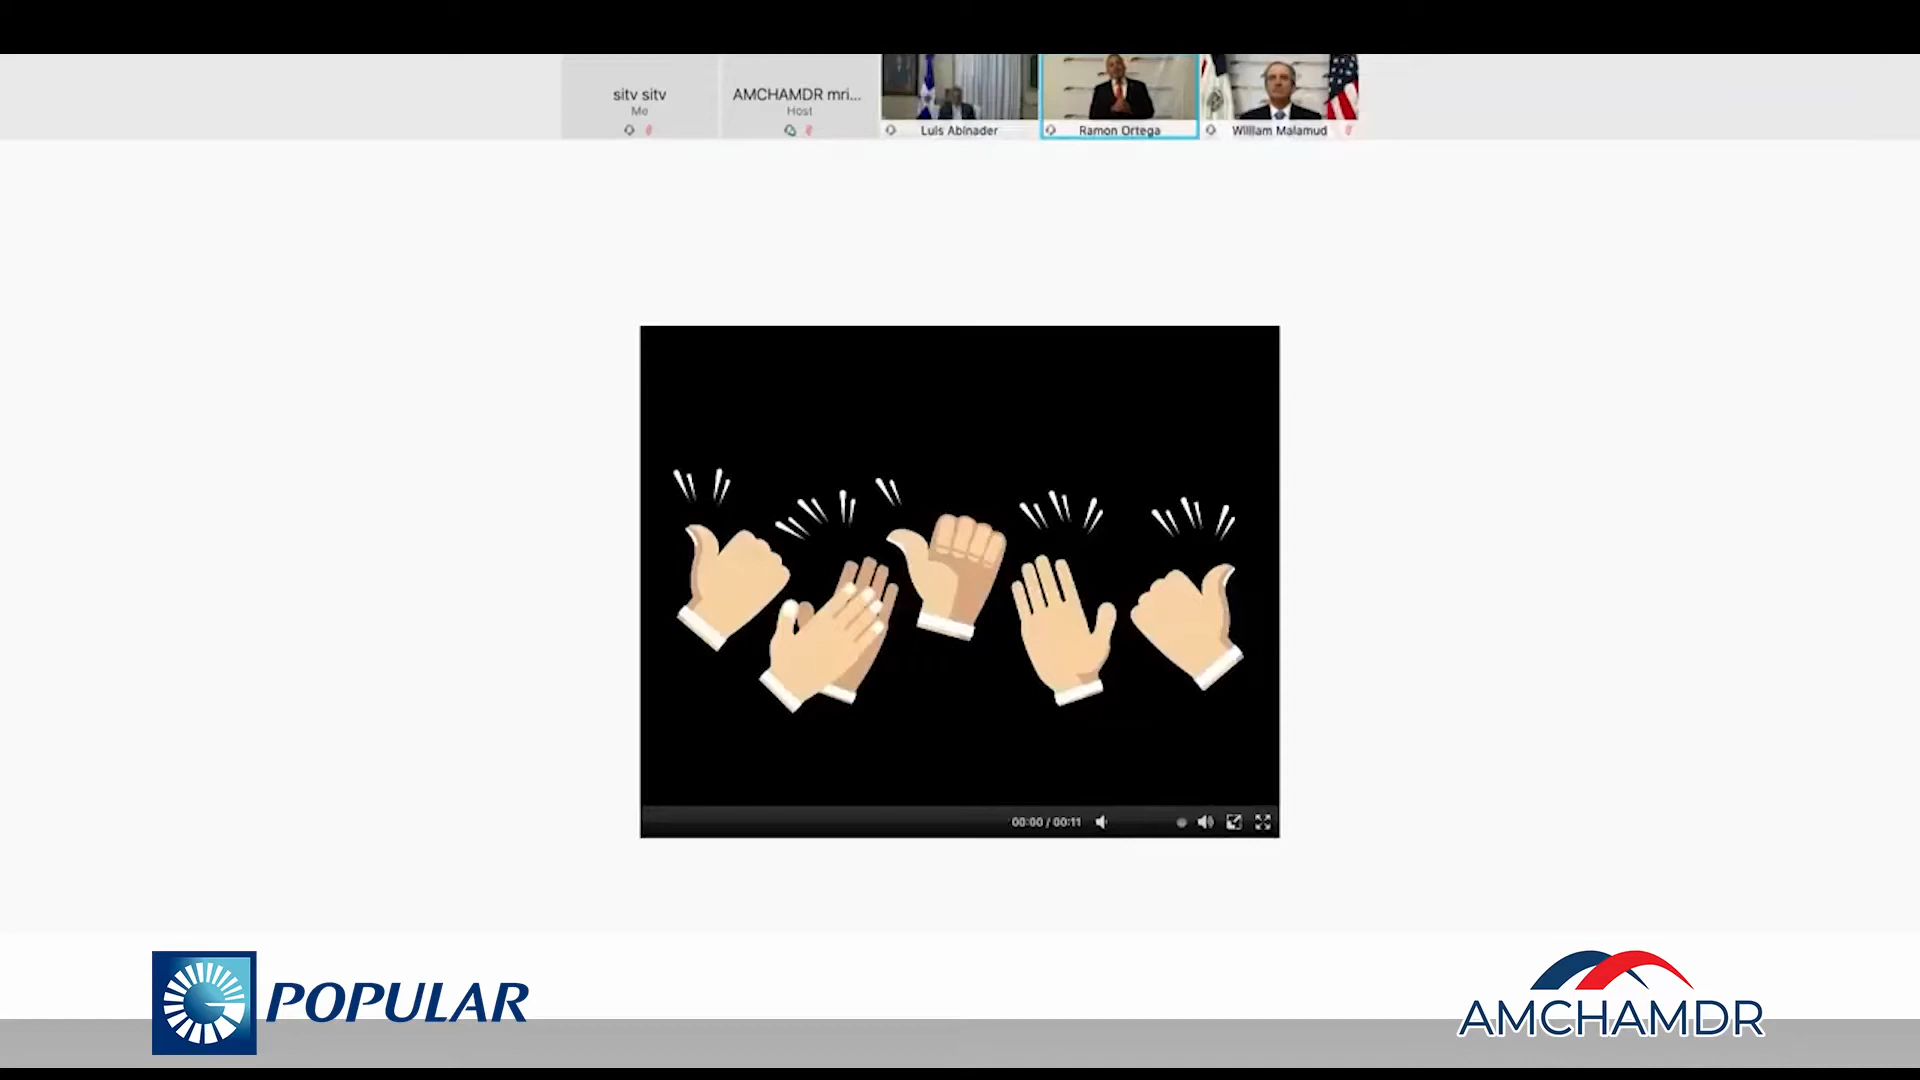 sitv sitv
Me
AMCHAMDR mri...
Host
Luis Abinader
Ramon Ortega
William Malamud
00:00 / 00:11
POPULAR
AMCHAMDR